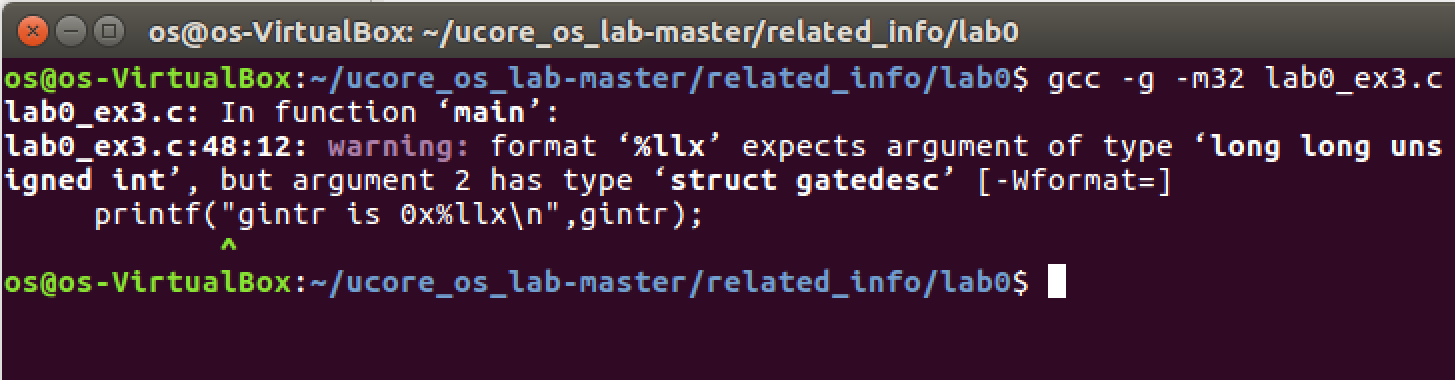 os@os-VirtualBox: ~/ucore_os_lab-master/related_info/lab0
os@os-VirtualBox:~/ucore_os_lab-master/related_info/lab0$ gcc -g -m32 lab0_ex3.c
lab0_ex3.c: In function ‘main’:
lab0_ex3.c:48:12: warning: format ‘%llx’ expects argument of type ‘long long uns
igned int’, but argument 2 has type ‘struct gatedesc’ [-Wformat=]
     printf("gintr is 0x%llx\n",gintr);
            ^
os@os-VirtualBox:~/ucore_os_lab-master/related_info/lab0$